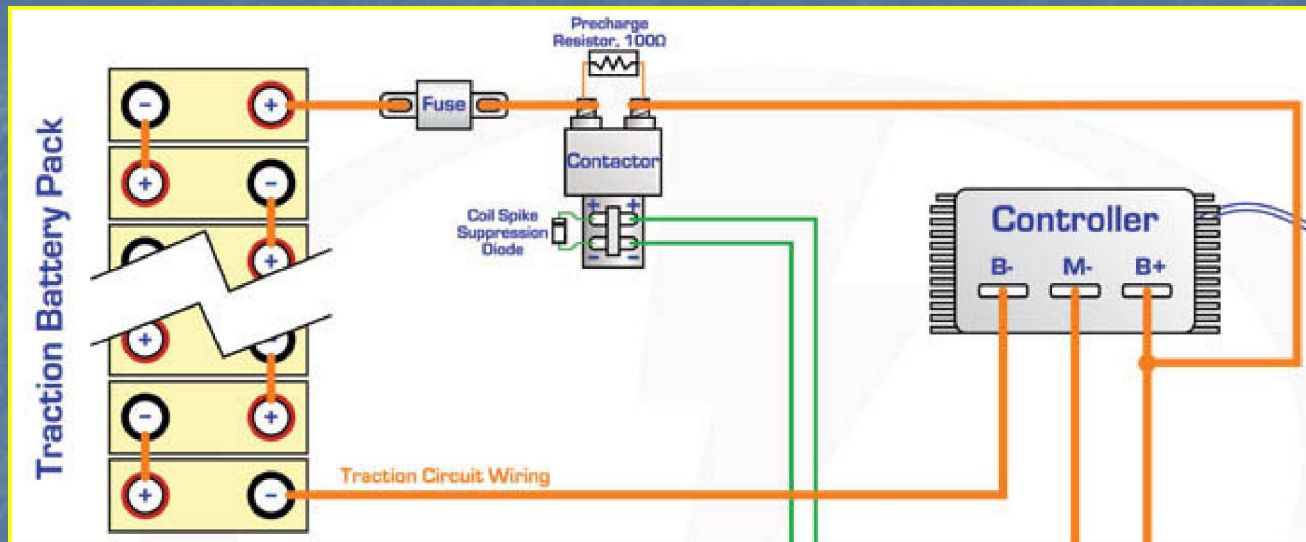 Precharge
Resistor, 100Ω
Traction Battery Pack
- +
Fuse
Contactor
+ -
+ +
Coil Spike
Suppression
Diode
- -
Controller
B- M- B+
+
+
-
- +
Traction Circuit Wiring
+ -